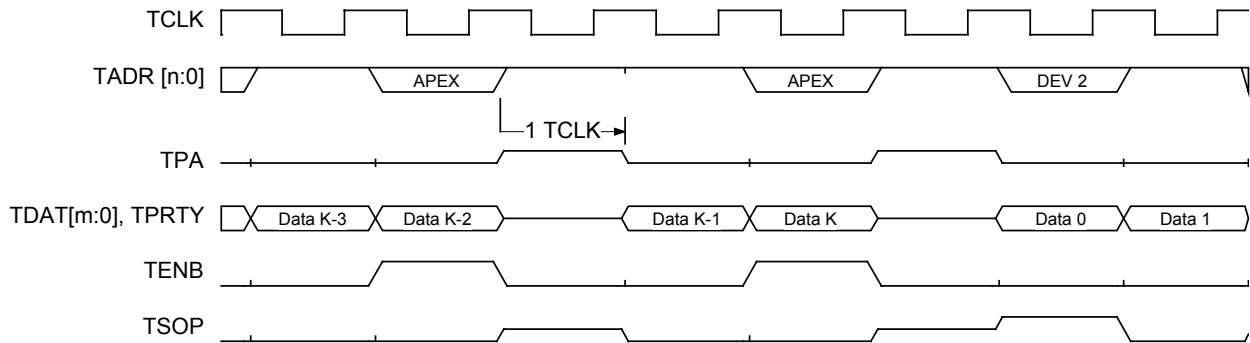 TCLK
TADR [n:0]
APEX
APEX
DEV 2
1 TCLK
TPA
TDAT[m:0], TPRTY
Data K-3
Data K-2
Data K-1
Data K
Data 0
Data 1
TENB
TSOP